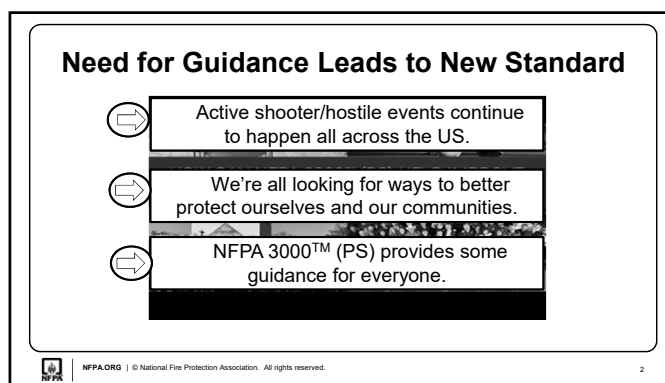 Need for Guidance Leads to New Standard
Active shooter/hostile events continue
to happen all across the US.
We’re all looking for ways to better
protect ourselves and our communities.
NFPA 3000™ (PS) provides some
guidance for everyone.
NFPA
NFPA.ORG | © National Fire Protection Association. All rights reserved.
2